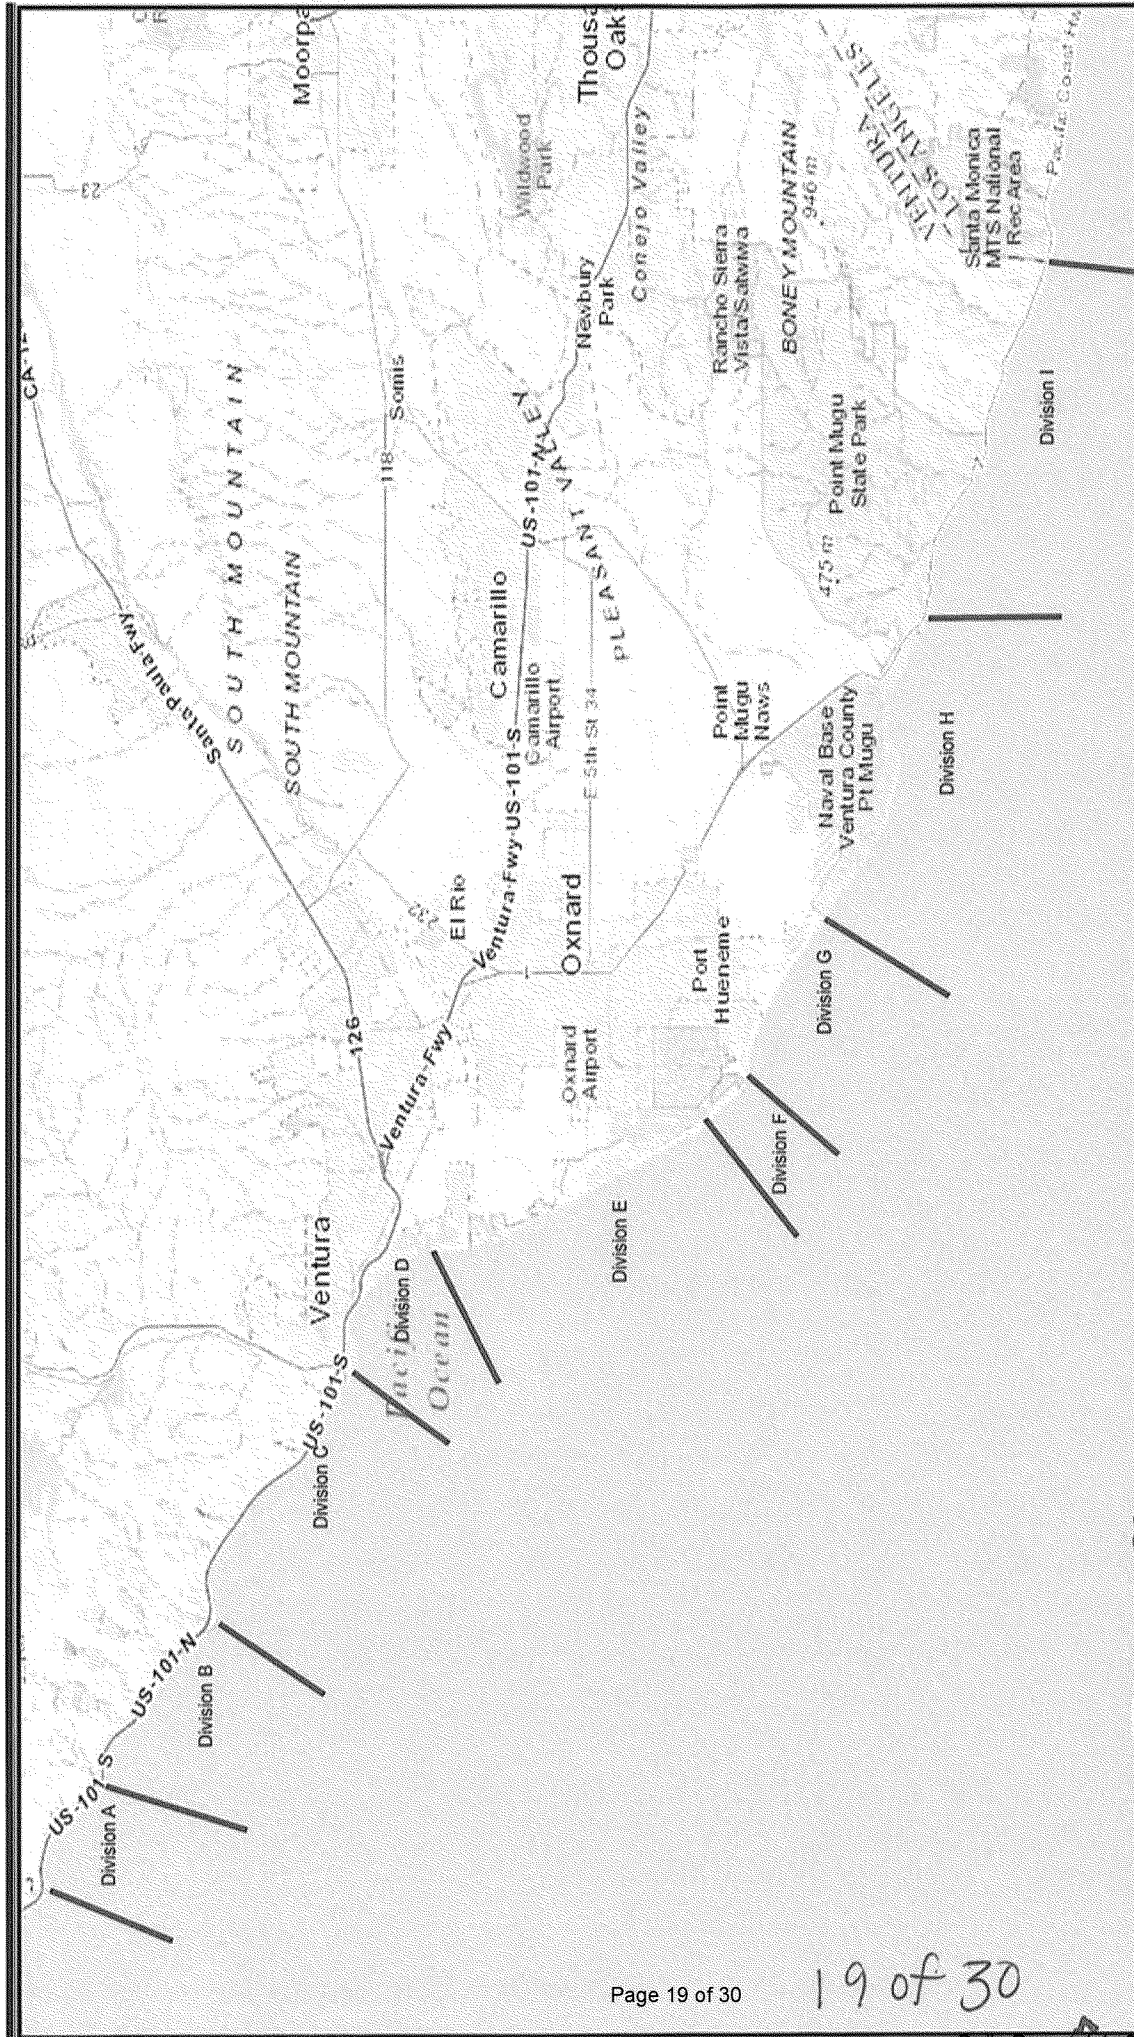 Moorpa
23
CA-12
Santa Paula Fwy
SOUTH MOUNTAIN
SOUTH MOUNTAIN
118
Somis
Wildwood
Park
Thousa
Oak
Conejo Valley
Newbury
Park
US-101-N
PLEASANT VALLEY
Camarillo
Camarillo
Airport
US-101-S
Ventura-Fwy
E 5th St 34
Rancho Sierra
Vista/Satwiwa
BONEY MOUNTAIN
946 m
VENTURA
LOS ANGELES
Santa Monica
MTS National
Rec Area
Point Mugu
State Park
475 m
Point
Mugu
Naws
Naval Base
Ventura County
Pt Mugu
El Rio
232
Oxnard
Oxnard
Airport
Port
Hueneme
126
Ventura-Fwy
Ventura
US-101-S
Pacific
Ocean
US-101-N
US-101-S
Division A
Division B
Division C
Division D
Division E
Division F
Division G
Division H
Division I
Page 19 of 30
19 of 30